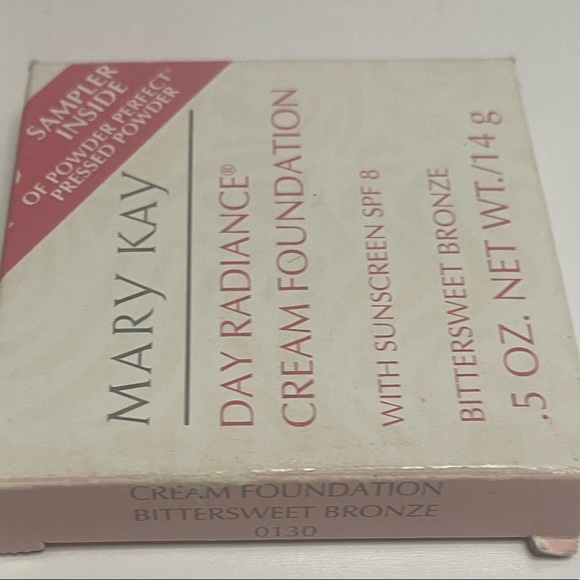 SAMPLER
INSIDE
OF POWDER PERFECT®
PRESSED POWDER
MARY KAY
DAY RADIANCE®
CREAM FOUNDATION
WITH SUNSCREEN SPF 8
BITTERSWEET BRONZE
.5 OZ. NET WT./14 g
CREAM FOUNDATION
BITTERSWEET BRONZE
0130